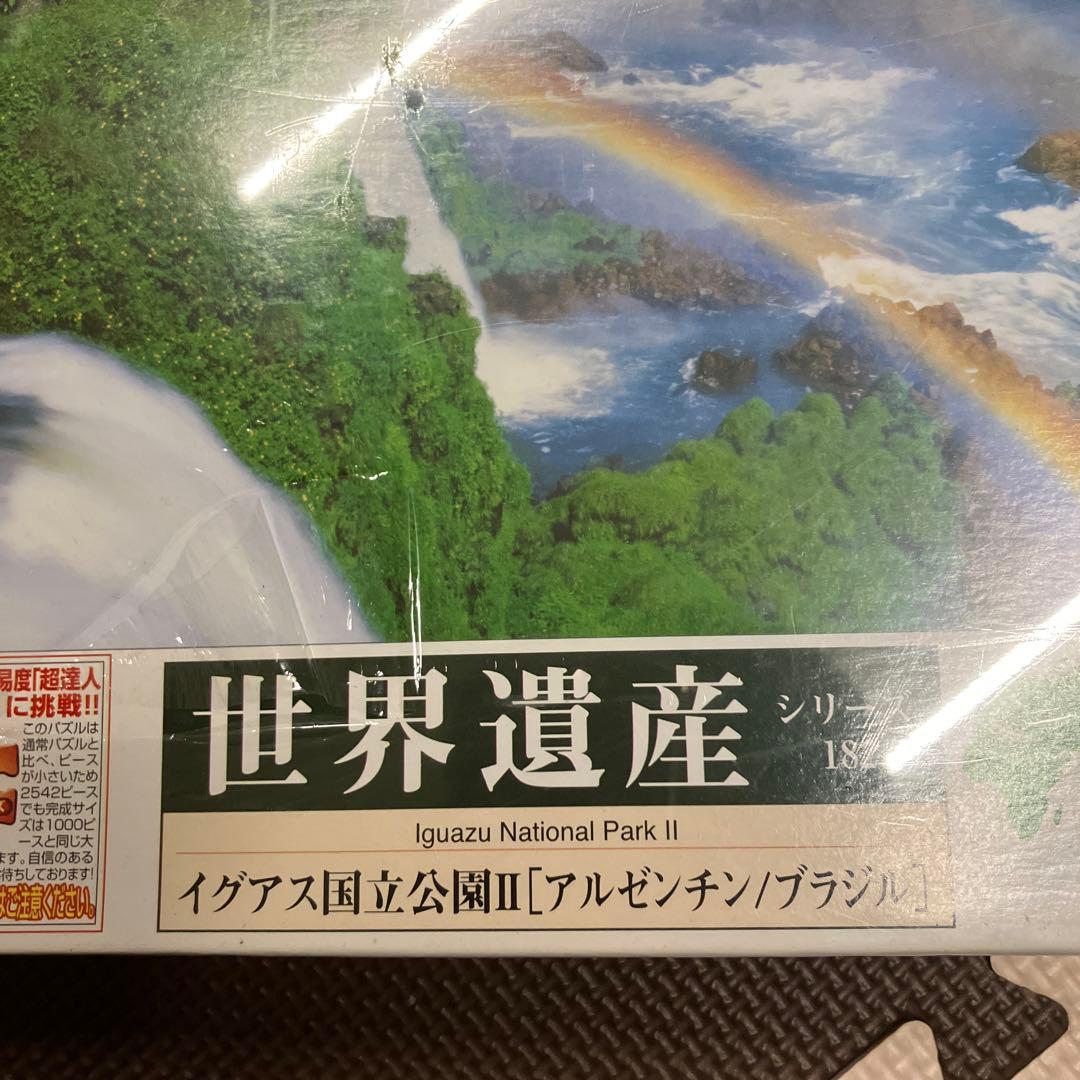 易度「超達人
に挑戦!!
このパズルは
通常パズルと
比べ、ピース
が小さいため
2542ピース
でも完成サイ
ズは1000ピ
ースと同じ大
ます。自信のある
待ちしております!
はご注意ください。
世界遺産
シリーズ
18
Iguazu National Park II
イグアス国立公園II[アルゼンチン/ブラジル]